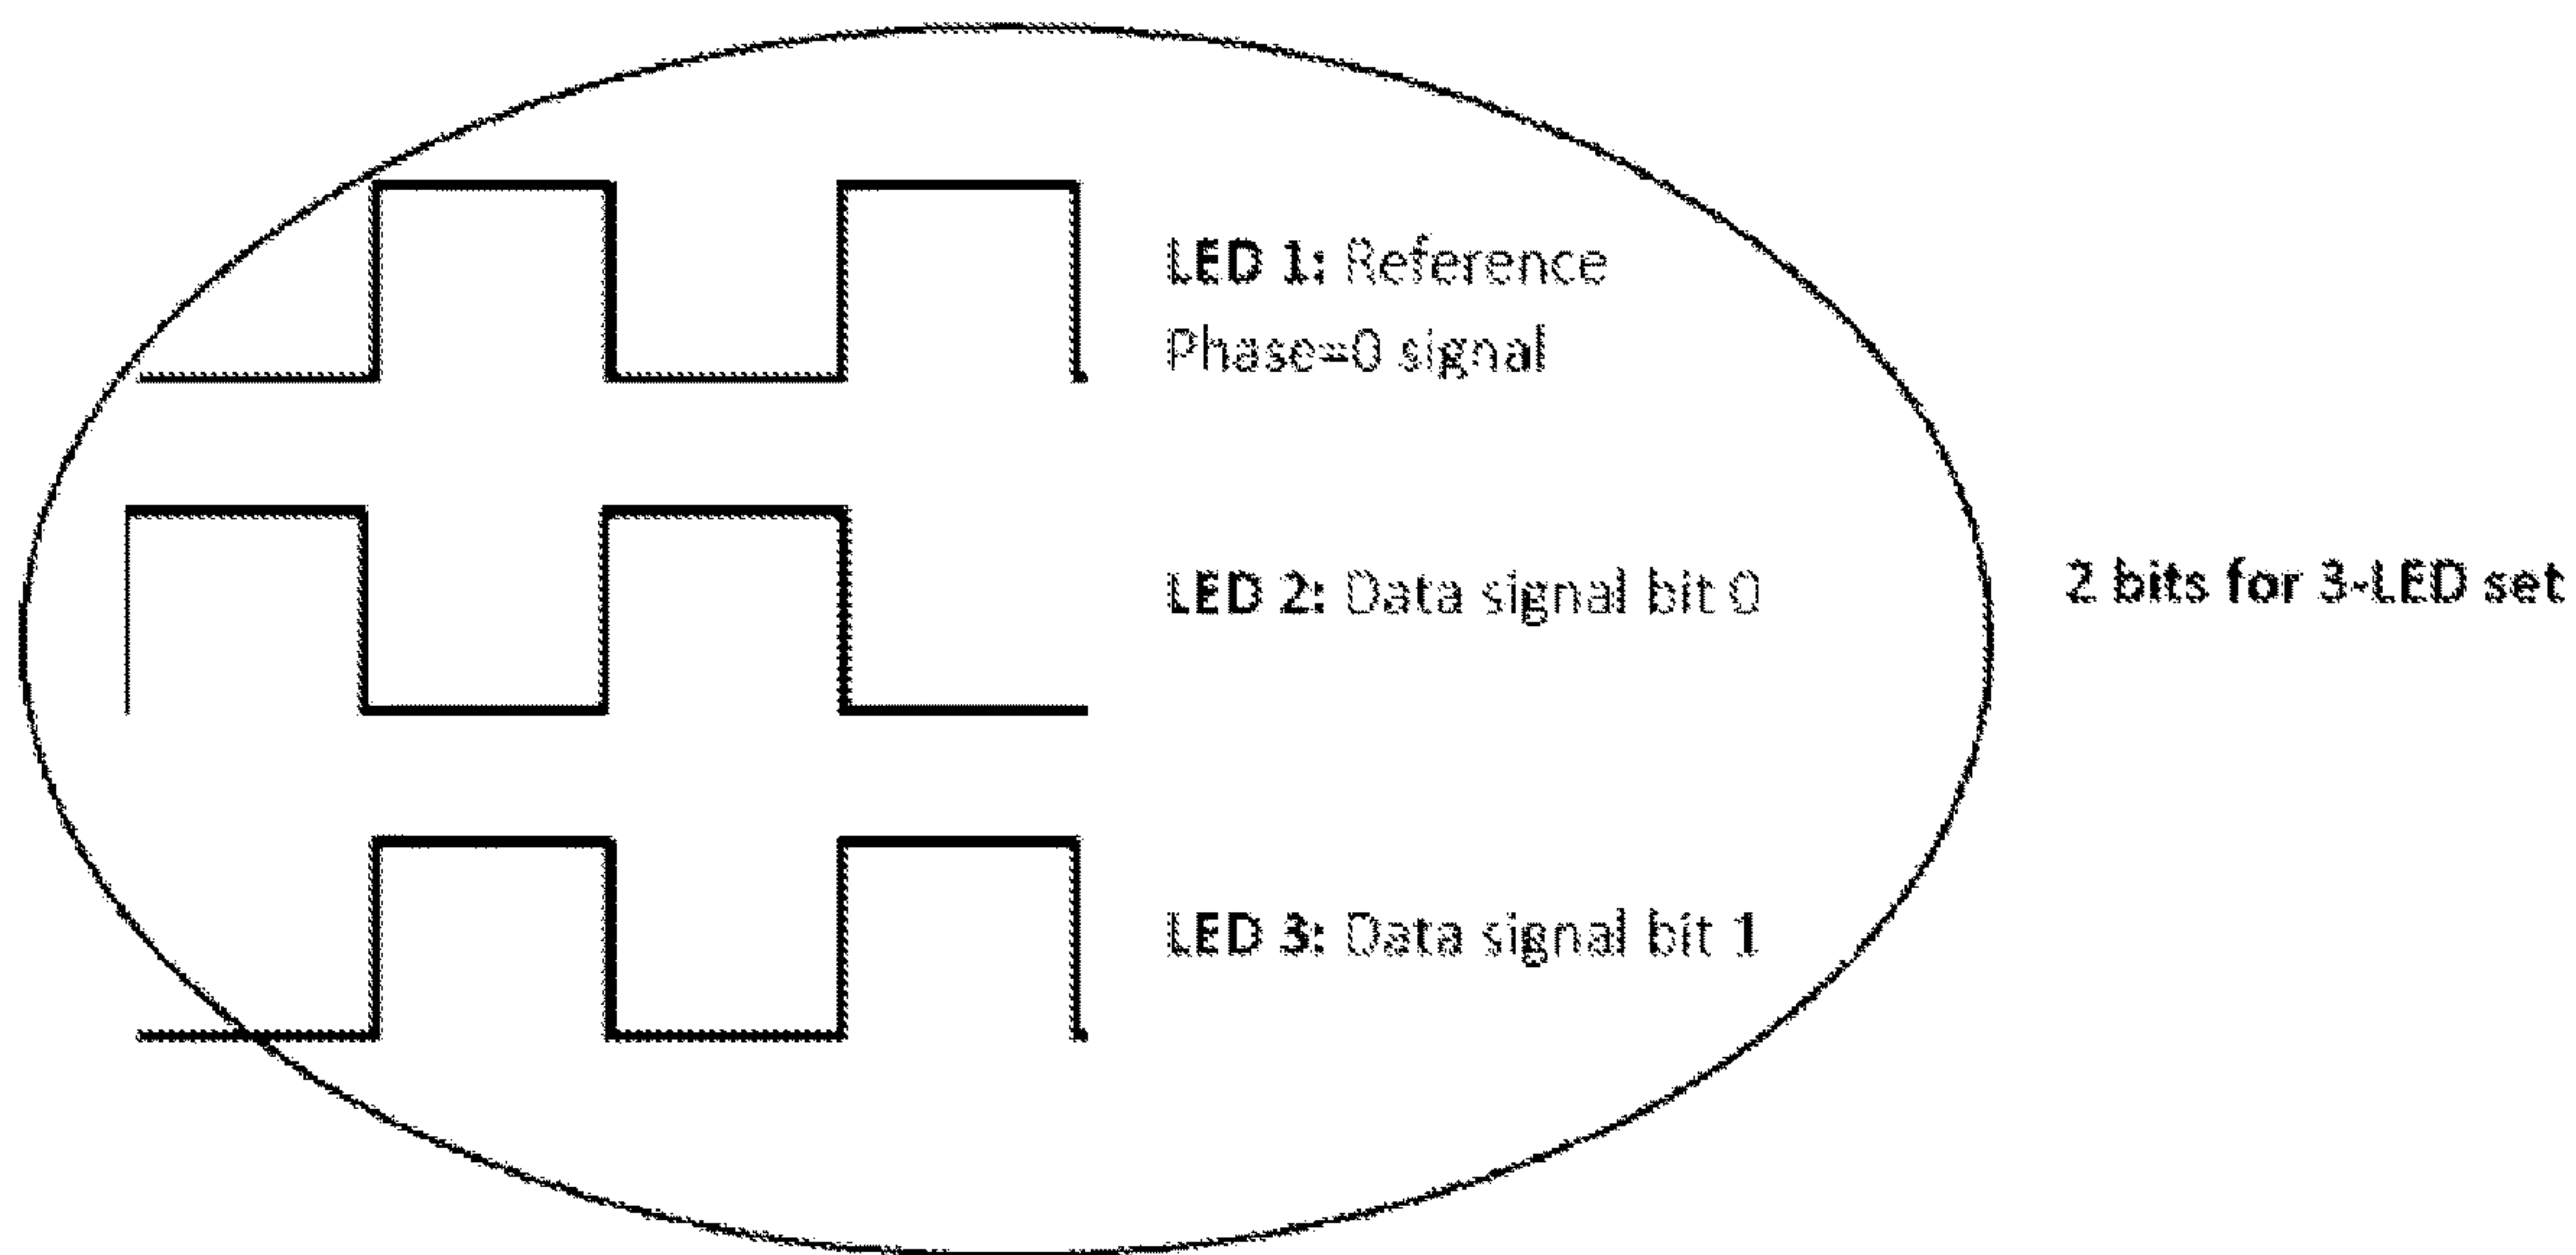 LED 1: Reference
Phase=0 signal
LED 2: Data signal bit 0
2 bits for 3-LED set
LED 3: Data signal bit 1